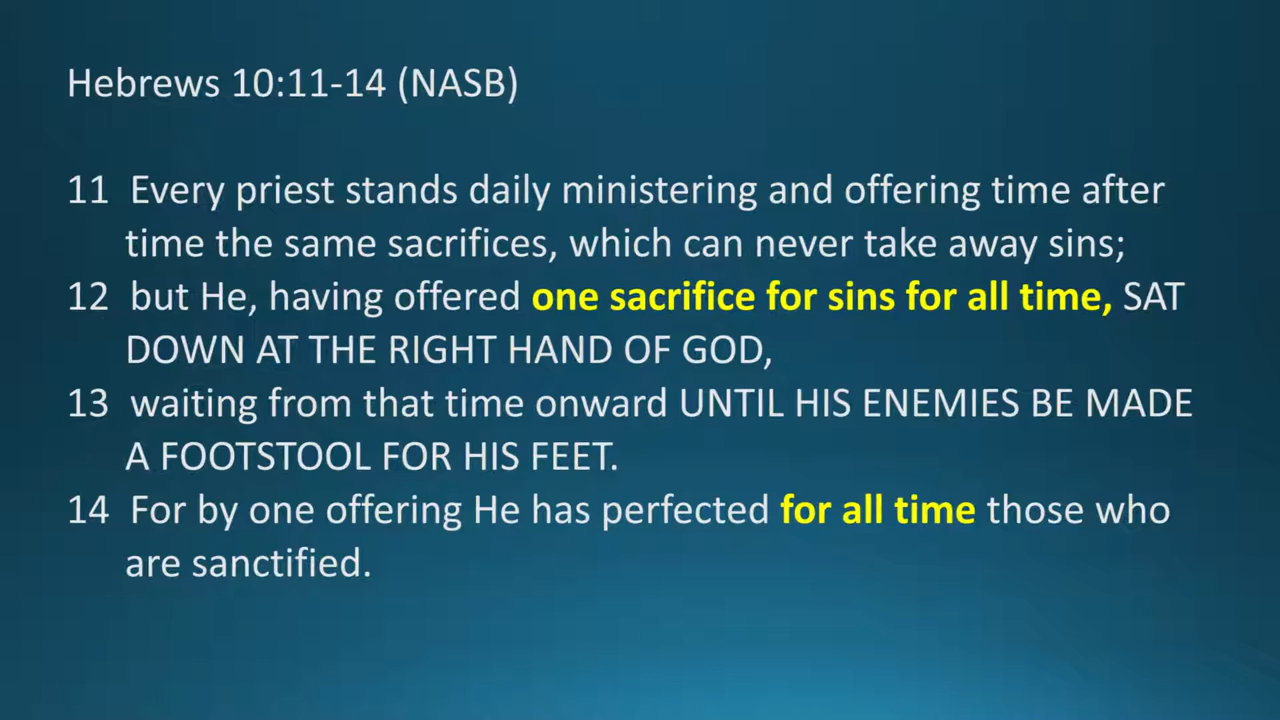 Hebrews 10:11-14 (NASB)
11 Every priest stands daily ministering and offering time after
time the same sacrifices, which can never take away sins;
12 but He, having offered one sacrifice for sins for all time, SAT
DOWN AT THE RIGHT HAND OF GOD,
13 waiting from that time onward UNTIL HIS ENEMIES BE MADE
A FOOTSTOOL FOR HIS FEET.
14 For by one offering He has perfected for all time those who
are sanctified.